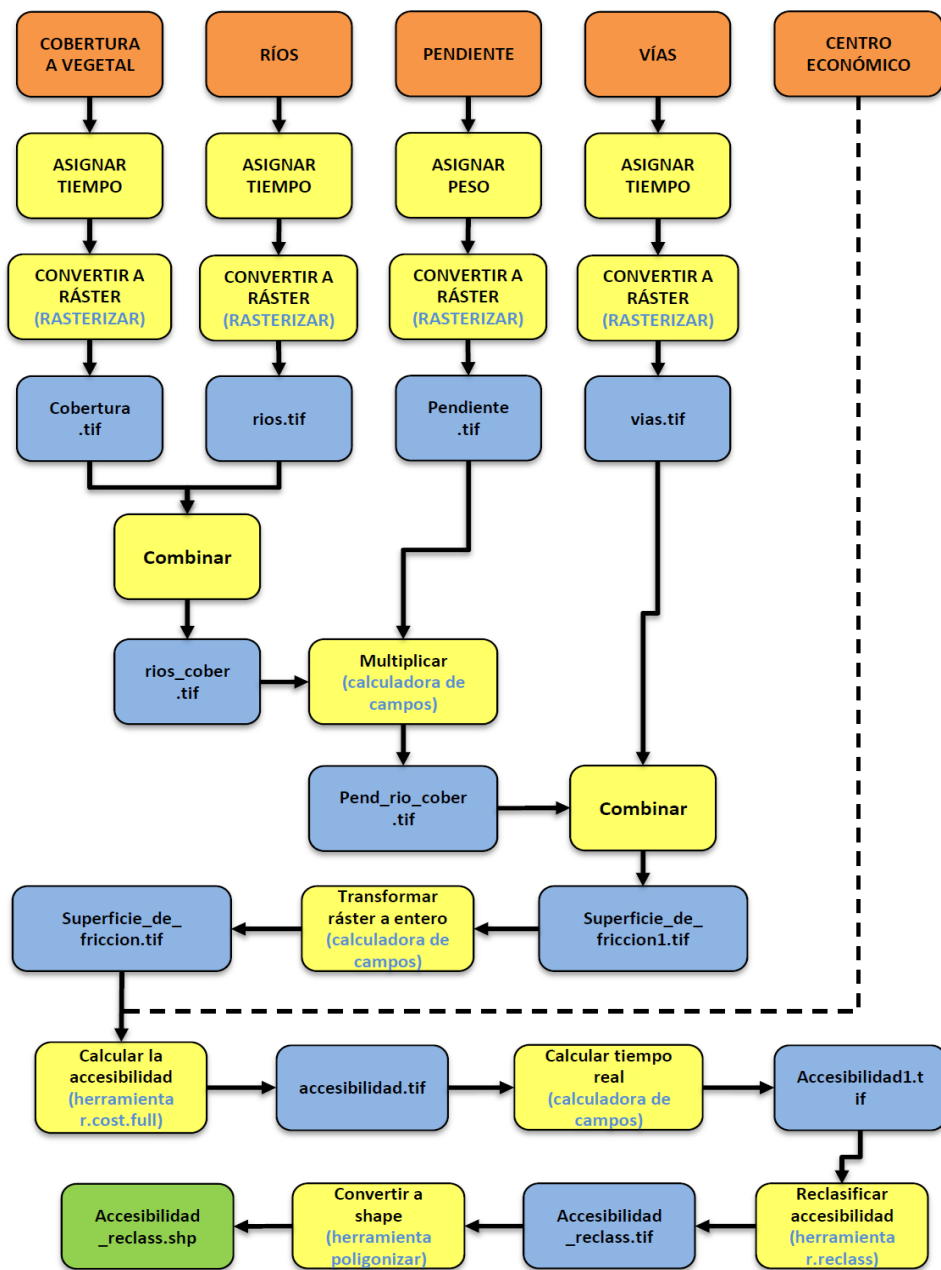 COBERTURA
A VEGETAL
RÍOS
PENDIENTE
VÍAS
CENTRO
ECONÓMICO
ASIGNAR
TIEMPO
ASIGNAR
TIEMPO
ASIGNAR
PESO
ASIGNAR
TIEMPO
CONVERTIR A
RÁSTER
(RASTERIZAR)
CONVERTIR A
RÁSTER
(RASTERIZAR)
CONVERTIR A
RÁSTER
(RASTERIZAR)
CONVERTIR A
RÁSTER
(RASTERIZAR)
Cobertura
.tif
rios.tif
Pendiente
.tif
vias.tif
Combinar
rios_cober
.tif
Multiplicar
(calculadora de
campos)
Pend_rio_cober
.tif
Combinar
Superficie_de_
friccion.tif
Transformar
ráster a entero
(calculadora de
campos)
Superficie_de_
friccion1.tif
Calcular la
accesibilidad
(herramienta
r.cost.full)
accesibilidad.tif
Calcular tiempo
real
(calculadora de
campos)
Accesibilidad1.t
if
Accesibilidad
_reclass.shp
Convertir a
shape
(herramienta
poligonizar)
Accesibilidad
_reclass.tif
Reclasificar
accesibilidad
(herramienta
r.reclass)